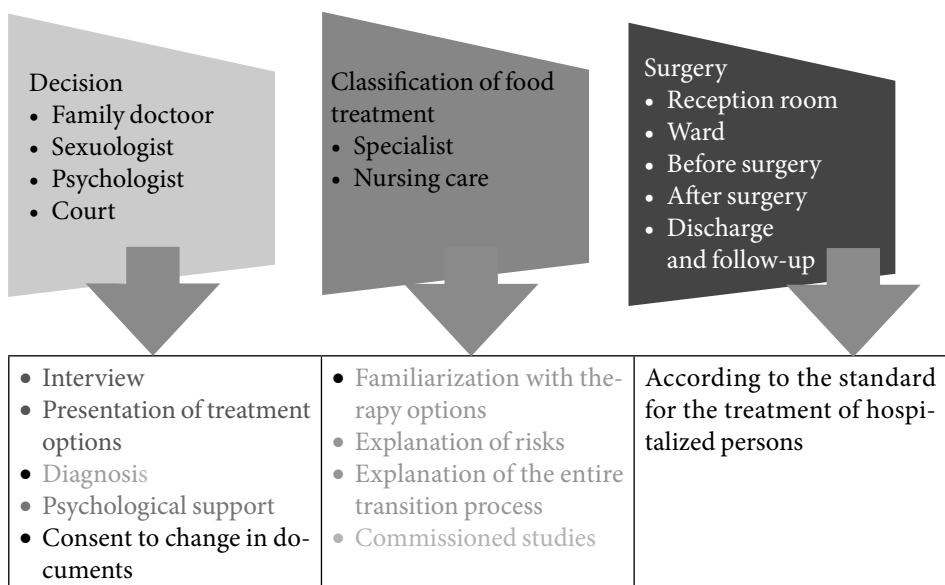 Decision
• Family doctoor
• Sexuologist
• Psychologist
• Court
Classification of food
treatment
• Specialist
• Nursing care
Surgery
• Reception room
• Ward
• Before surgery
• After surgery
• Discharge
and follow-up
• Interview
• Presentation of treatment
options
• Diagnosis
• Psychological support
• Consent to change in do-
cuments
• Familiarization with the-
rapy options
• Explanation of risks
• Explanation of the entire
transition process
• Commissioned studies
According to the standard
for the treatment of hospi-
talized persons